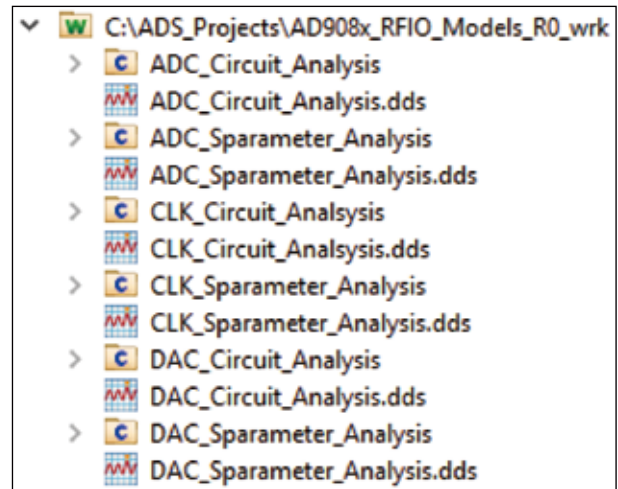 C:\ADS_Projects\AD908x_RFIO_Models_R0_wrk
ADC_Circuit_Analysis
ADC_Circuit_Analysis.dds
ADC_Sparameter_Analysis
ADC_Sparameter_Analysis.dds
CLK_Circuit_Analsysis
CLK_Circuit_Analsysis.dds
CLK_Sparameter_Analysis
CLK_Sparameter_Analysis.dds
DAC_Circuit_Analysis
DAC_Circuit_Analysis.dds
DAC_Sparameter_Analysis
DAC_Sparameter_Analysis.dds